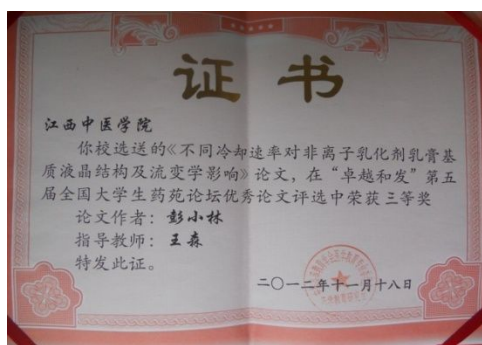 证书
江西中医学院
你校选送的《不同冷却速率对非离子乳化剂乳膏基
质液晶结构及流变学影响》论文，在“卓越和发”第五
届全国大学生药苑论坛优秀论文评选中荣获三等奖
论文作者：彭小林
指导教师：王森
特发此证。
二〇一二年十一月十八日